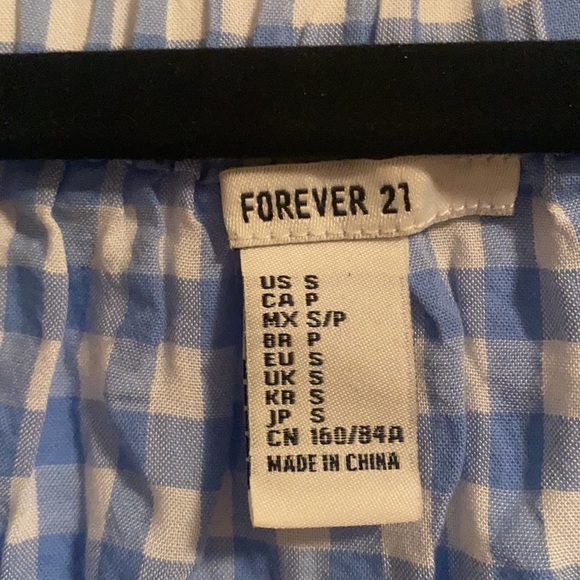 FOREVER 21
US S
CA P
MX S/P
BR P
EU S
UK S
KR S
JP S
CN 160/84A
MADE IN CHINA